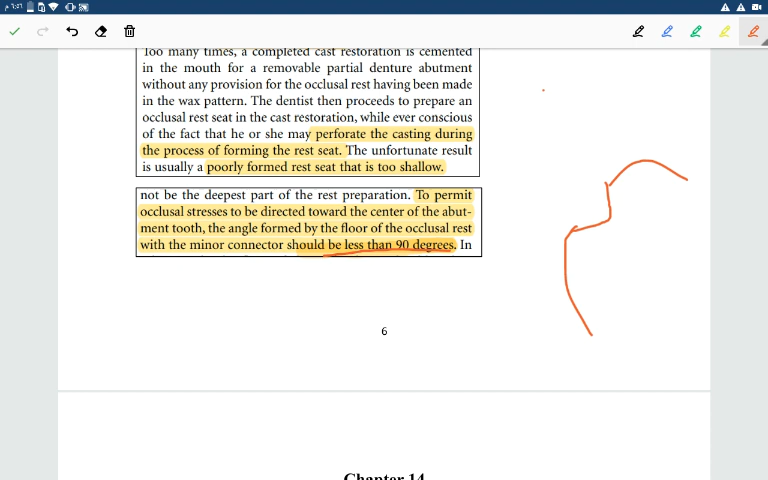 م ٦:٥٦
Too many times, a completed cast restoration is cemented
in the mouth for a removable partial denture abutment
without any provision for the occlusal rest having been made
in the wax pattern. The dentist then proceeds to prepare an
occlusal rest seat in the cast restoration, while ever conscious
of the fact that he or she may perforate the casting during
the process of forming the rest seat. The unfortunate result
is usually a poorly formed rest seat that is too shallow.
not be the deepest part of the rest preparation. To permit
occlusal stresses to be directed toward the center of the abut-
ment tooth, the angle formed by the floor of the occlusal rest
with the minor connector should be less than 90 degrees. In
6
Chapter 14